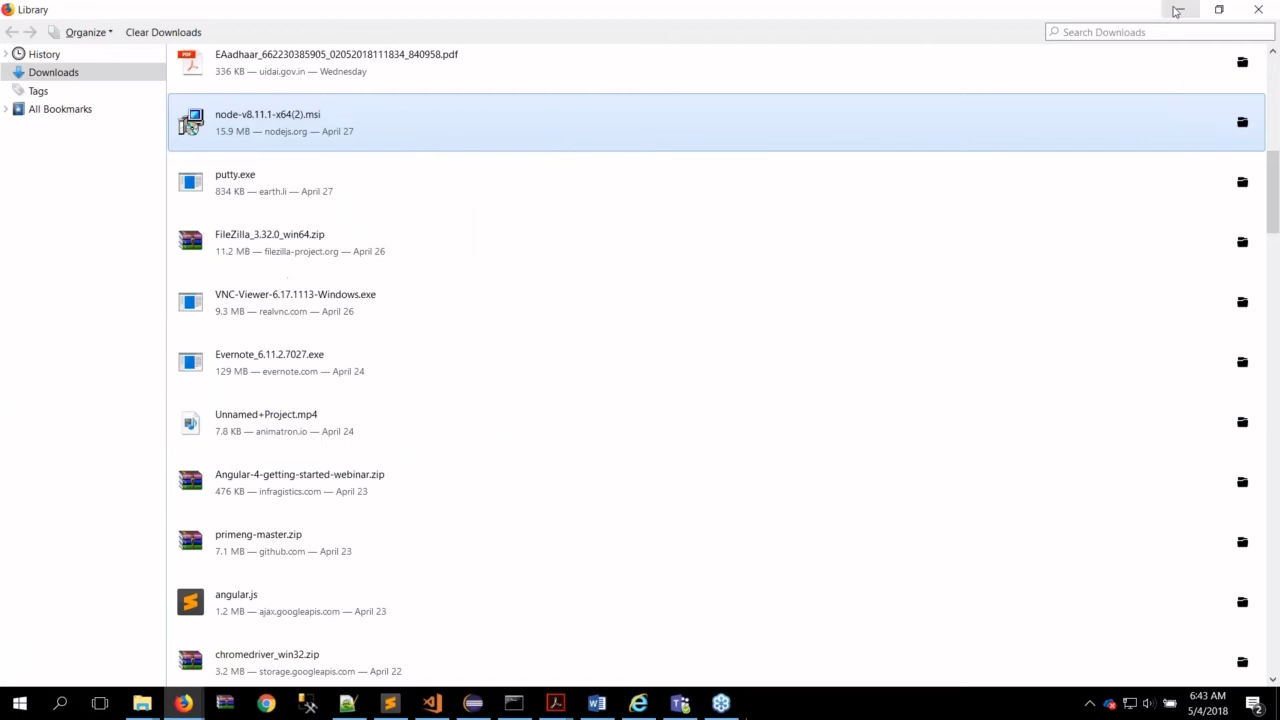 Library
Organize
Clear Downloads
Search Downloads
History
Downloads
Tags
All Bookmarks
EAadhaar_662230385905_02052018111834_840958.pdf
336 KB — uidai.gov.in — Wednesday
node-v8.11.1-x64(2).msi
15.9 MB — nodejs.org — April 27
putty.exe
834 KB — earth.li — April 27
FileZilla_3.32.0_win64.zip
11.2 MB — filezilla-project.org — April 26
VNC-Viewer-6.17.1113-Windows.exe
9.3 MB — realvnc.com — April 26
Evernote_6.11.2.7027.exe
129 MB — evernote.com — April 24
Unnamed+Project.mp4
7.8 KB — animatron.io — April 24
Angular-4-getting-started-webinar.zip
476 KB — infragistics.com — April 23
primeng-master.zip
7.1 MB — github.com — April 23
angular.js
1.2 MB — ajax.googleapis.com — April 23
chromedriver_win32.zip
3.2 MB — storage.googleapis.com — April 22
6:43 AM
5/4/2018
2